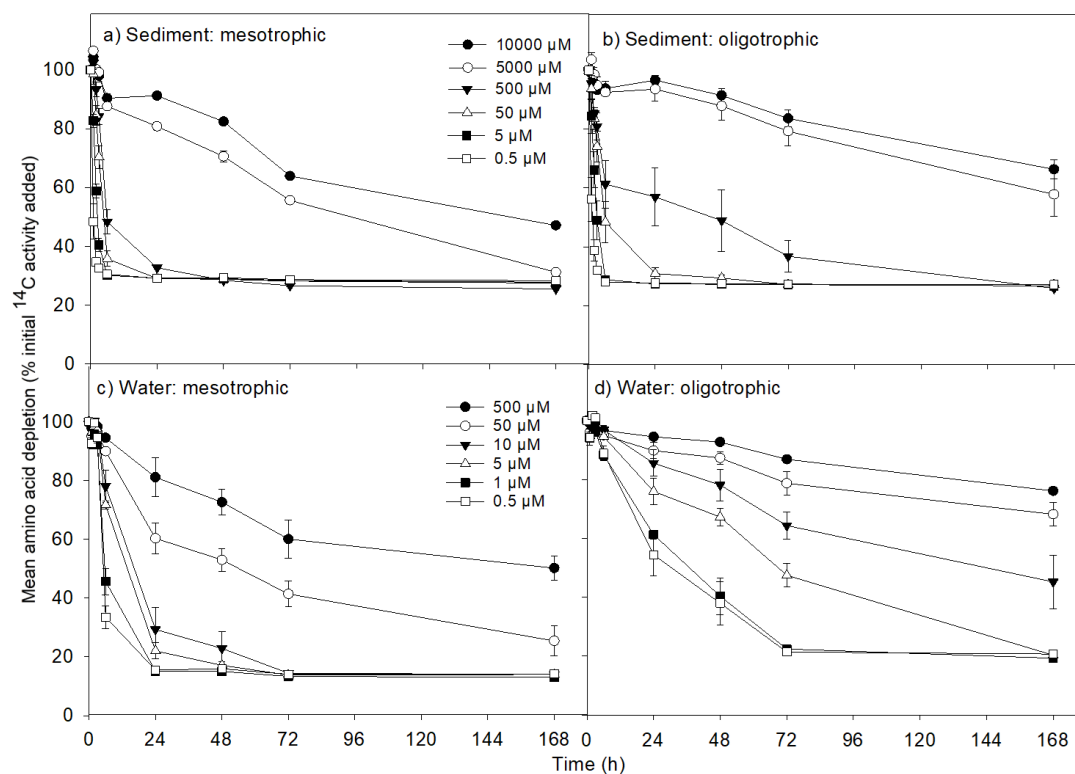 a) Sediment: mesotrophic
10000 µM
5000 µM
500 µM
50 µM
5 µM
0.5 µM
100
80
60
40
20
0
b) Sediment: oligotrophic
c) Water: mesotrophic
500 µM
50 µM
10 µM
5 µM
1 µM
0.5 µM
100
80
60
40
20
0
d) Water: oligotrophic
Mean amino acid depletion (% initial ¹⁴C activity added)
0 24 48 72 96 120 144 168
0 24 48 72 96 120 144 168
Time (h)